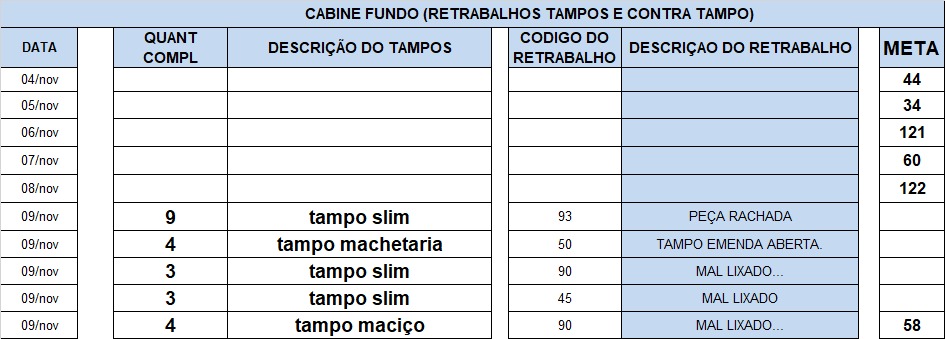 CABINE FUNDO (RETRABALHOS TAMPOS E CONTRA TAMPO)
DATA QUANT COMPL DESCRIÇÃO DO TAMPOS CODIGO DO RETRABALHO DESCRIÇAO DO RETRABALHO META
04/nov 44
05/nov 34
06/nov 121
07/nov 60
08/nov 122
09/nov 9 tampo slim 93 PEÇA RACHADA
09/nov 4 tampo machetaria 50 TAMPO EMENDA ABERTA.
09/nov 3 tampo slim 90 MAL LIXADO...
09/nov 3 tampo slim 45 MAL LIXADO
09/nov 4 tampo maciço 90 MAL LIXADO... 58